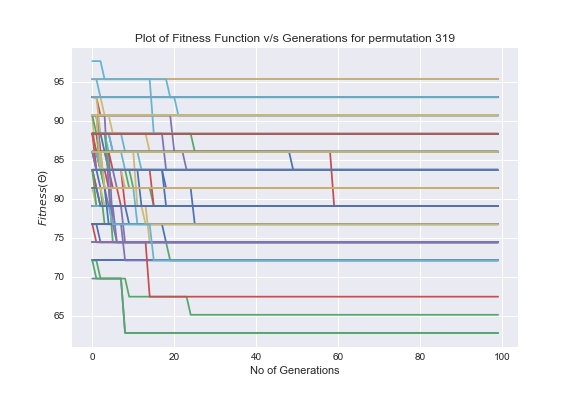 Plot of Fitness Function v/s Generations for permutation 319
95
90
85
80
75
70
65
Fitness(Θ)
0 20 40 60 80 100
No of Generations